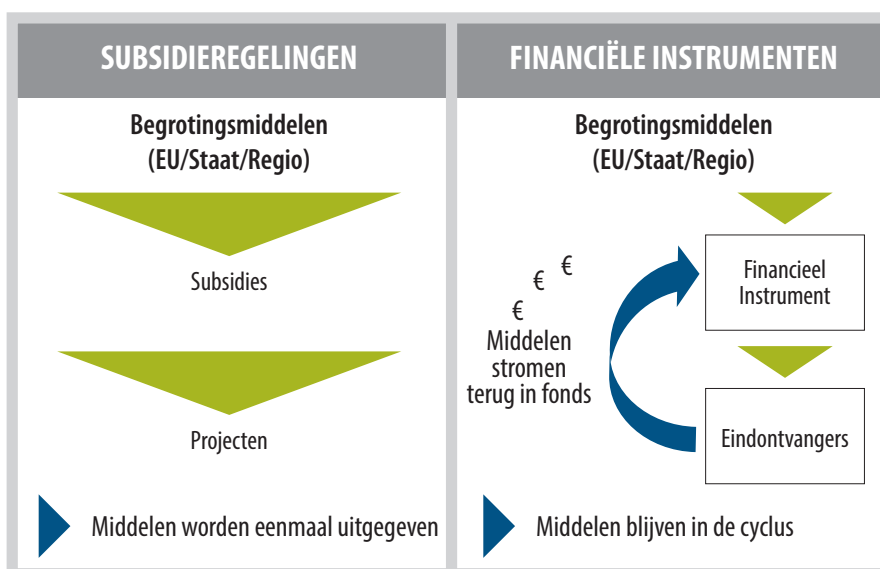 SUBSIDIEREGELINGEN
Begrotingsmiddelen
(EU/Staat/Regio)
Subsidies
Projecten
Middelen worden eenmaal uitgegeven
FINANCIËLE INSTRUMENTEN
Begrotingsmiddelen
(EU/Staat/Regio)
Financieel
Instrument
€
€
€
Middelen
stromen
terug in fonds
Eindontvangers
Middelen blijven in de cyclus